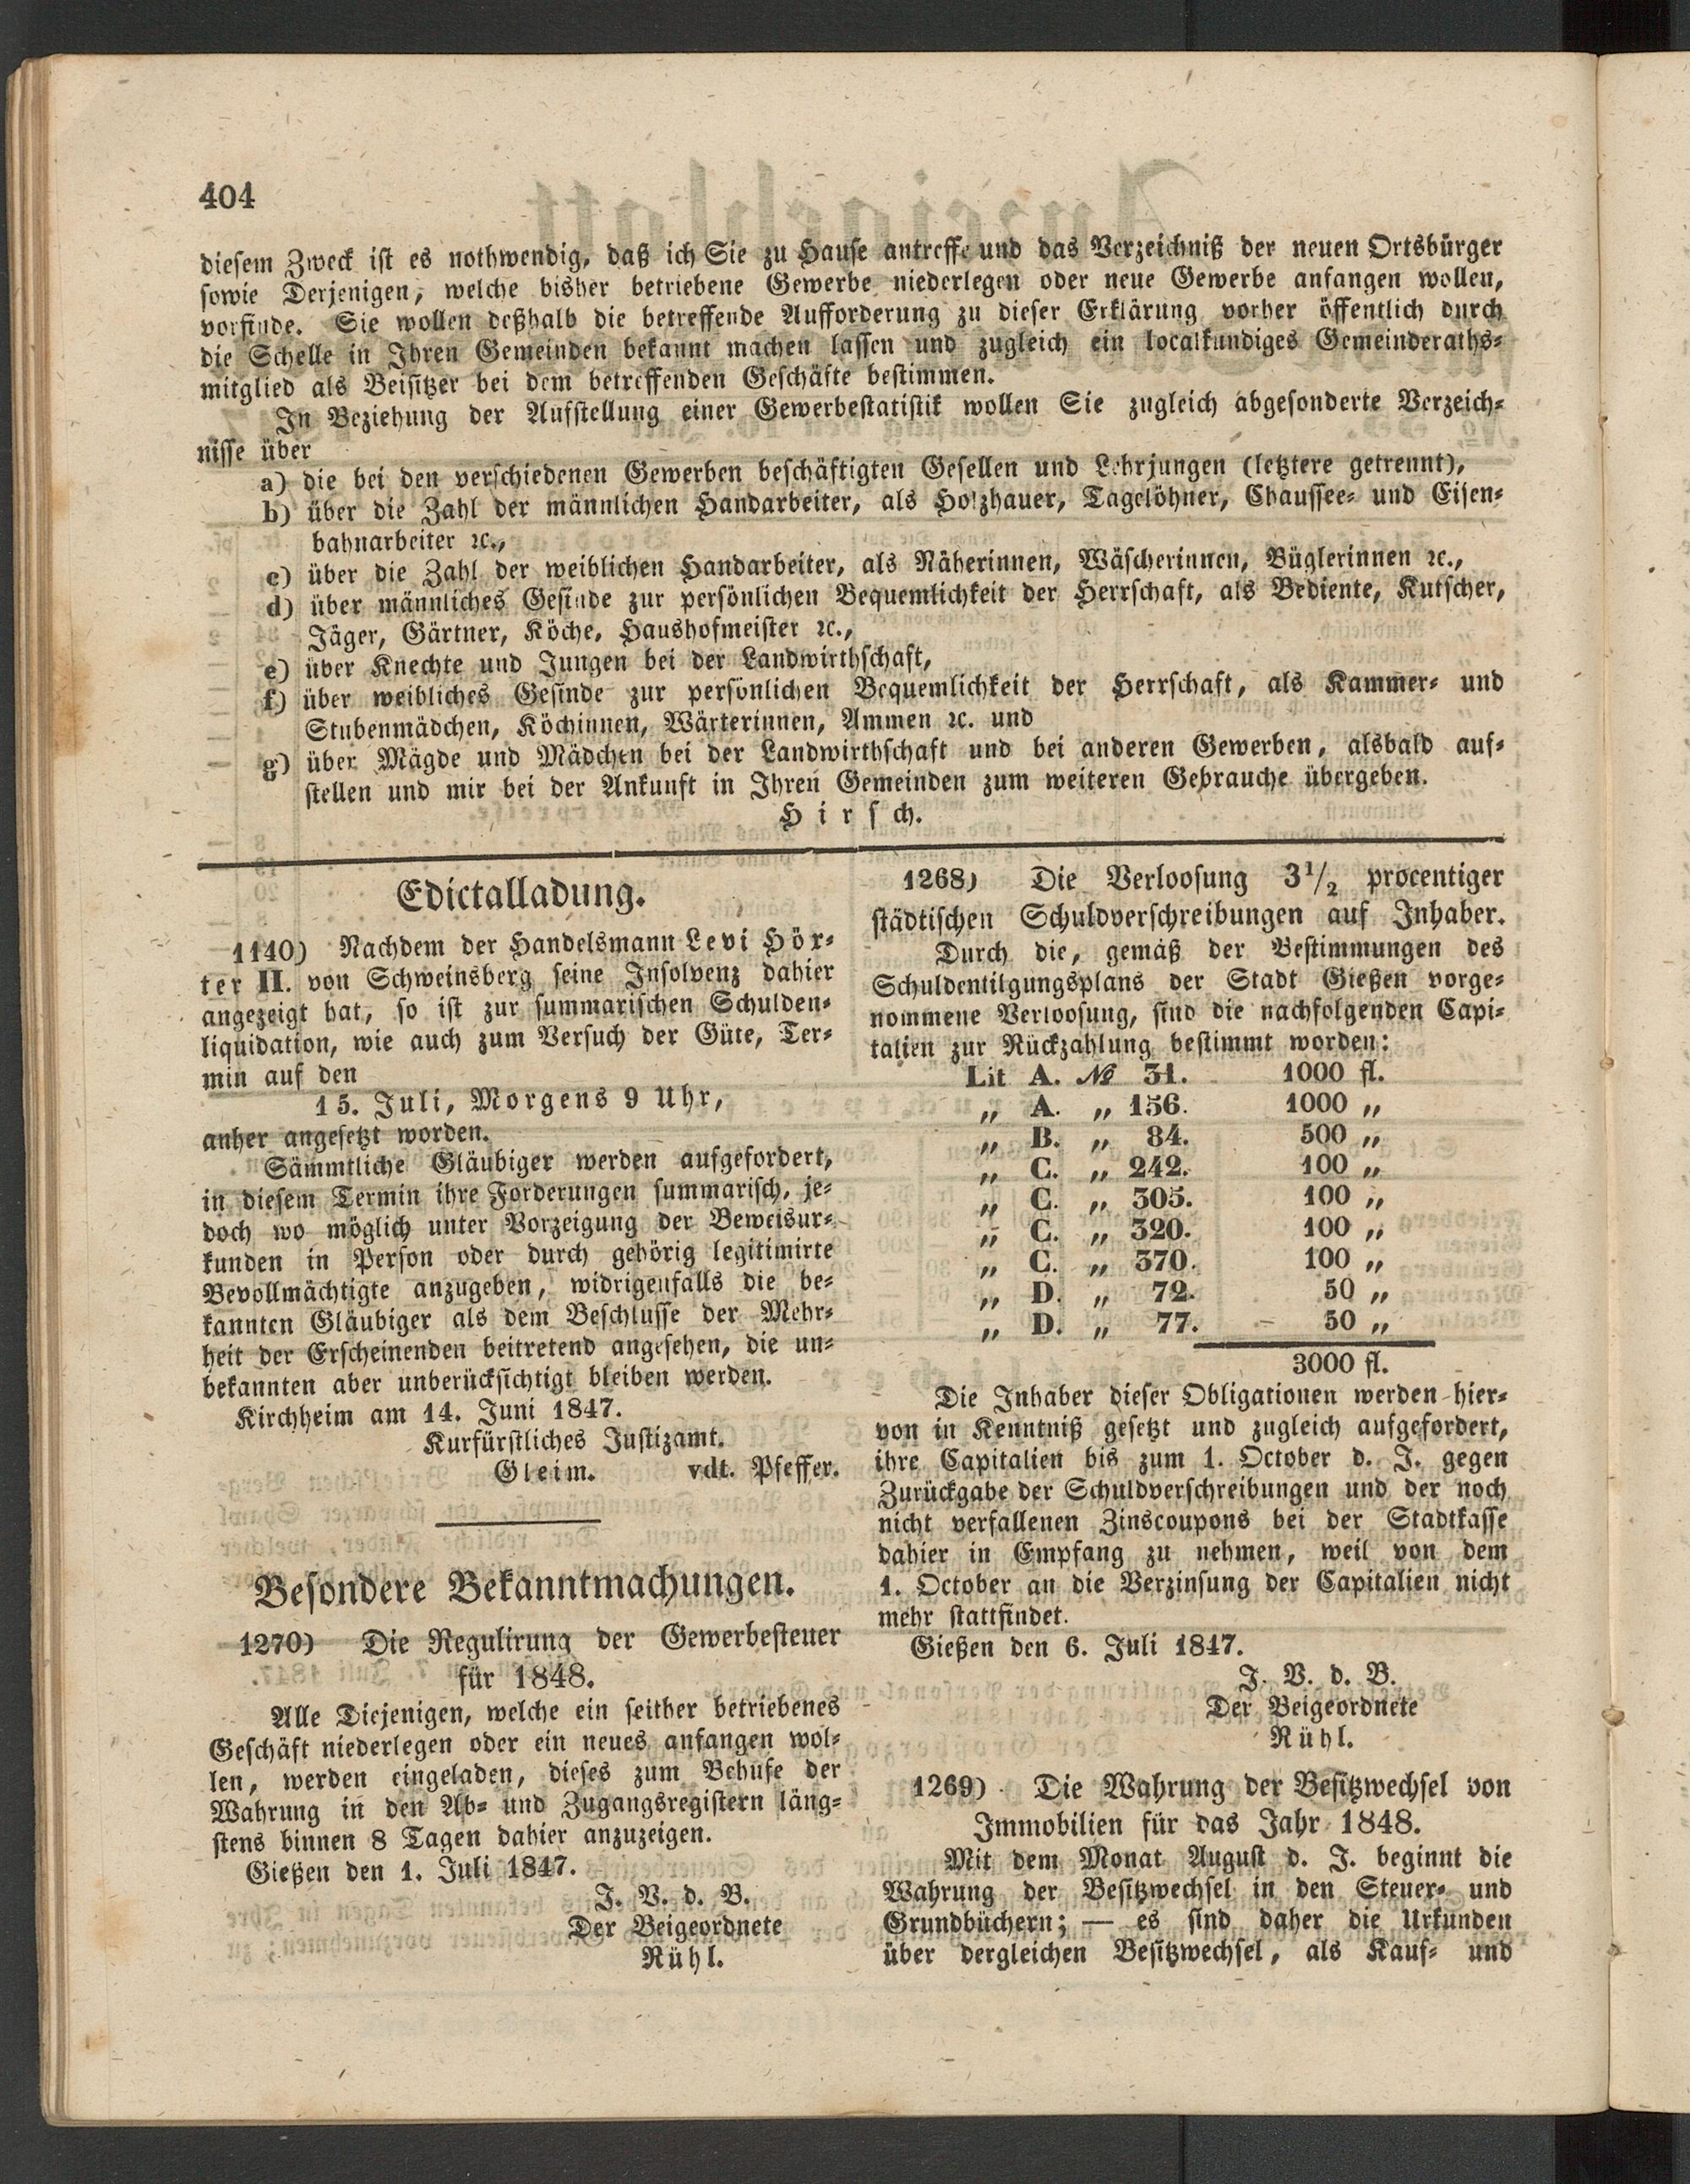 404
diesem Zweck ist es nothwendig, daß ich Sie zu Hause antreffe und das Verzeichniß der neuen Ortsbürger
sowie Derjenigen, welche bisher betriebene Gewerbe niederlegen oder neue Gewerbe anfangen wollen,
vorfinde. Sie wollen deßhalb die betreffende Aufforderung zu dieser Erklärung vorher öffentlich durch
die Schelle in Ihren Gemeinden bekannt machen lassen und zugleich ein localkundiges Gemeinderaths-
mitglied als Beisitzer bei dem betreffenden Geschäfte bestimmen.
In Beziehung der Aufstellung einer Gewerbestatistik wollen Sie zugleich abgesonderte Verzeich-
nisse über
a) die bei den verschiedenen Gewerben beschäftigten Gesellen und Lehrjungen (letztere getrennt),
b) über die Zahl der männlichen Handarbeiter, als Holzhauer, Tagelöhner, Chaussee- und Eisen-
bahnarbeiter ꝛc.,
c) über die Zahl der weiblichen Handarbeiter, als Näherinnen, Wäscherinnen, Büglerinnen ꝛc.,
d) über männliches Gesinde zur persönlichen Bequemlichkeit der Herrschaft, als Bediente, Kutscher,
Jäger, Gärtner, Köche, Haushofmeister ꝛc.,
e) über Knechte und Jungen bei der Landwirthschaft,
f) über weibliches Gesinde zur persönlichen Bequemlichkeit der Herrschaft, als Kammer- und
Stubenmädchen, Köchinnen, Wärterinnen, Ammen ꝛc. und
g) über Mägde und Mädchen bei der Landwirthschaft und bei anderen Gewerben, alsbald auf-
stellen und mir bei der Ankunft in Ihren Gemeinden zum weiteren Gebrauche übergeben.
Hirsch.
Edictalladung.
1140) Nachdem der Handelsmann Levi Hör-
ter II. von Schweinsberg seine Insolvenz dahier
angezeigt hat, so ist zur summarischen Schulden-
liquidation, wie auch zum Versuch der Güte, Ter-
min auf den
15. Juli, Morgens 9 Uhr,
anher angesetzt worden.
Sämmtliche Gläubiger werden aufgefordert,
in diesem Termin ihre Forderungen summarisch, je-
doch wo möglich unter Vorzeigung der Beweisur-
kunden in Person oder durch gehörig legitimirte
Bevollmächtigte anzugeben, widrigenfalls die be-
kannten Gläubiger als dem Beschlusse der Mehr-
heit der Erscheinenden beitretend angesehen, die un-
bekannten aber unberücksichtigt bleiben werden.
Kirchheim am 14. Juni 1847.
Kurfürstliches Justizamt.
Gleim. vdt. Pfeffer.
Besondere Bekanntmachungen.
1270) Die Regulirung der Gewerbesteuer
für 1848.
Alle Diejenigen, welche ein seither betriebenes
Geschäft niederlegen oder ein neues anfangen wol-
len, werden eingeladen, dieses zum Behufe der
Wahrung in den Ab- und Zugangsregistern läng-
stens binnen 8 Tagen dahier anzuzeigen.
Gießen den 1. Juli 1847.
J. V. d. B.
Der Beigeordnete
Rühl.
1268) Die Verloosung 3 1/2 procentiger
städtischen Schuldverschreibungen auf Inhaber.
Durch die, gemäß der Bestimmungen des
Schuldentilgungsplans der Stadt Gießen vorge-
nommene Verloosung, sind die nachfolgenden Capi-
talien zur Rückzahlung bestimmt worden:
Lit A. № 31. 1000 fl.
„ A. „ 156. 1000 „
„ B. „ 84. 500 „
„ C. „ 242. 100 „
„ C. „ 305. 100 „
„ C. „ 320. 100 „
„ C. „ 370. 100 „
„ D. „ 72. 50 „
„ D. „ 77. 50 „
3000 fl.
Die Inhaber dieser Obligationen werden hier-
von in Kenntniß gesetzt und zugleich aufgefordert,
ihre Capitalien bis zum 1. October d. J. gegen
Zurückgabe der Schuldverschreibungen und der noch
nicht verfallenen Zinscoupons bei der Stadtkasse
dahier in Empfang zu nehmen, weil von dem
1. October an die Verzinsung der Capitalien nicht
mehr stattfindet.
Gießen den 6. Juli 1847.
J. V. d. B.
Der Beigeordnete
Rühl.
1269) Die Wahrung der Besitzwechsel von
Immobilien für das Jahr 1848.
Mit dem Monat August d. J. beginnt die
Wahrung der Besitzwechsel in den Steuer- und
Grundbüchern; — es sind daher die Urkunden
über dergleichen Besitzwechsel, als Kauf- und